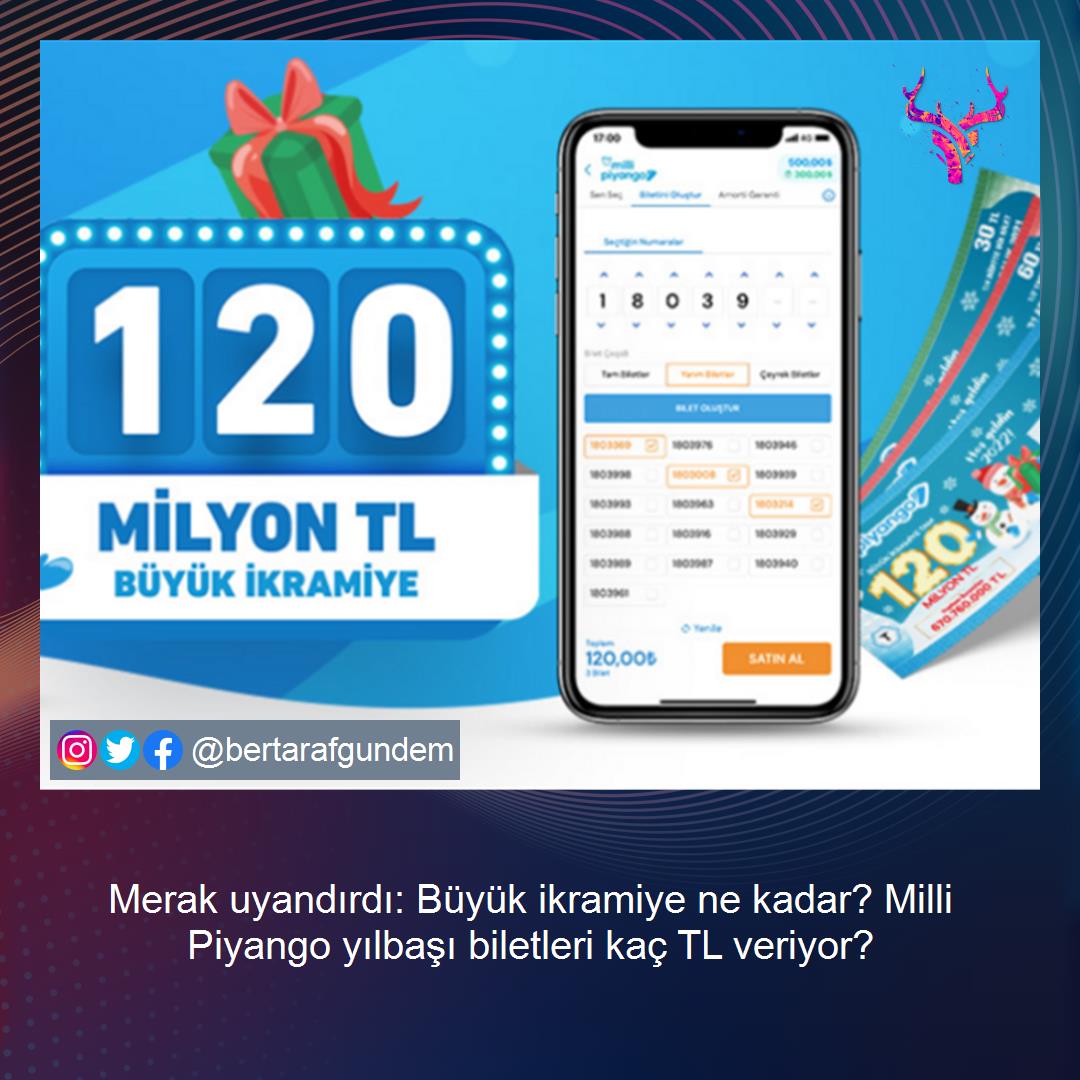 120
MİLYON TL
BÜYÜK İKRAMİYE
17:00
4G
milli
piyango
500,00₺
300,00₺
Sen Seç
Biletini Oluştur
Amorti Garanti
Seçtiğin Numaralar
1 8 0 3 9 - -
Bilet Çeşidi
Tam Biletler
Yarım Biletler
Çeyrek Biletler
BİLET OLUŞTUR
1803369 1803976 1803946
1803998 1803008 1803939
1803993 1803963 1803214
1803988 1803916 1803929
1803989 1803987 1803940
1803961
Yenile
Toplam
120,00₺
3 Bilet
SATIN AL
30 TL
60
Hoş geldin
2022!
piyango
120
MİLYON TL
670.760.000 TL
T
@bertarafgundem
Merak uyandırdı: Büyük ikramiye ne kadar? Milli
Piyango yılbaşı biletleri kaç TL veriyor?